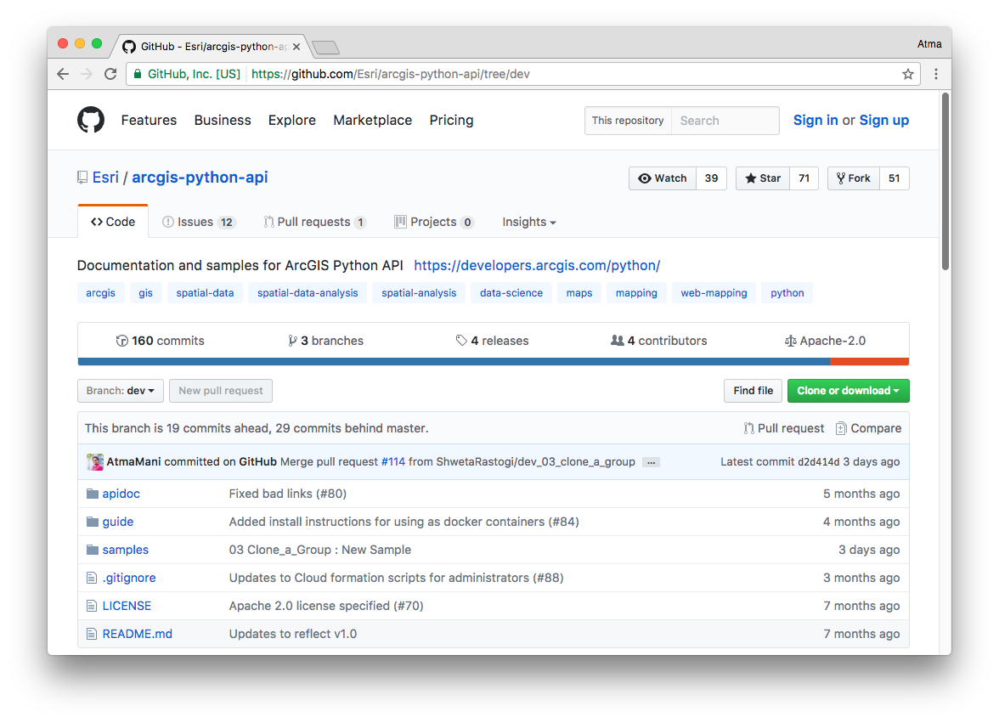 GitHub - Esri/arcgis-python-ap
Atma
GitHub, Inc. [US] https://github.com/Esri/arcgis-python-api/tree/dev
Features Business Explore Marketplace Pricing This repository Search Sign in or Sign up
Esri / arcgis-python-api Watch 39 Star 71 Fork 51
Code Issues 12 Pull requests 1 Projects 0 Insights
Documentation and samples for ArcGIS Python API https://developers.arcgis.com/python/
arcgis gis spatial-data spatial-data-analysis spatial-analysis data-science maps mapping web-mapping python
160 commits 3 branches 4 releases 4 contributors Apache-2.0
Branch: dev New pull request Find file Clone or download
This branch is 19 commits ahead, 29 commits behind master. Pull request Compare
AtmaMani committed on GitHub Merge pull request #114 from ShwetaRastogi/dev_03_clone_a_group ... Latest commit d2d414d 3 days ago
apidoc Fixed bad links (#80) 5 months ago
guide Added install instructions for using as docker containers (#84) 4 months ago
samples 03 Clone_a_Group : New Sample 3 days ago
.gitignore Updates to Cloud formation scripts for administrators (#88) 3 months ago
LICENSE Apache 2.0 license specified (#70) 7 months ago
README.md Updates to reflect v1.0 7 months ago